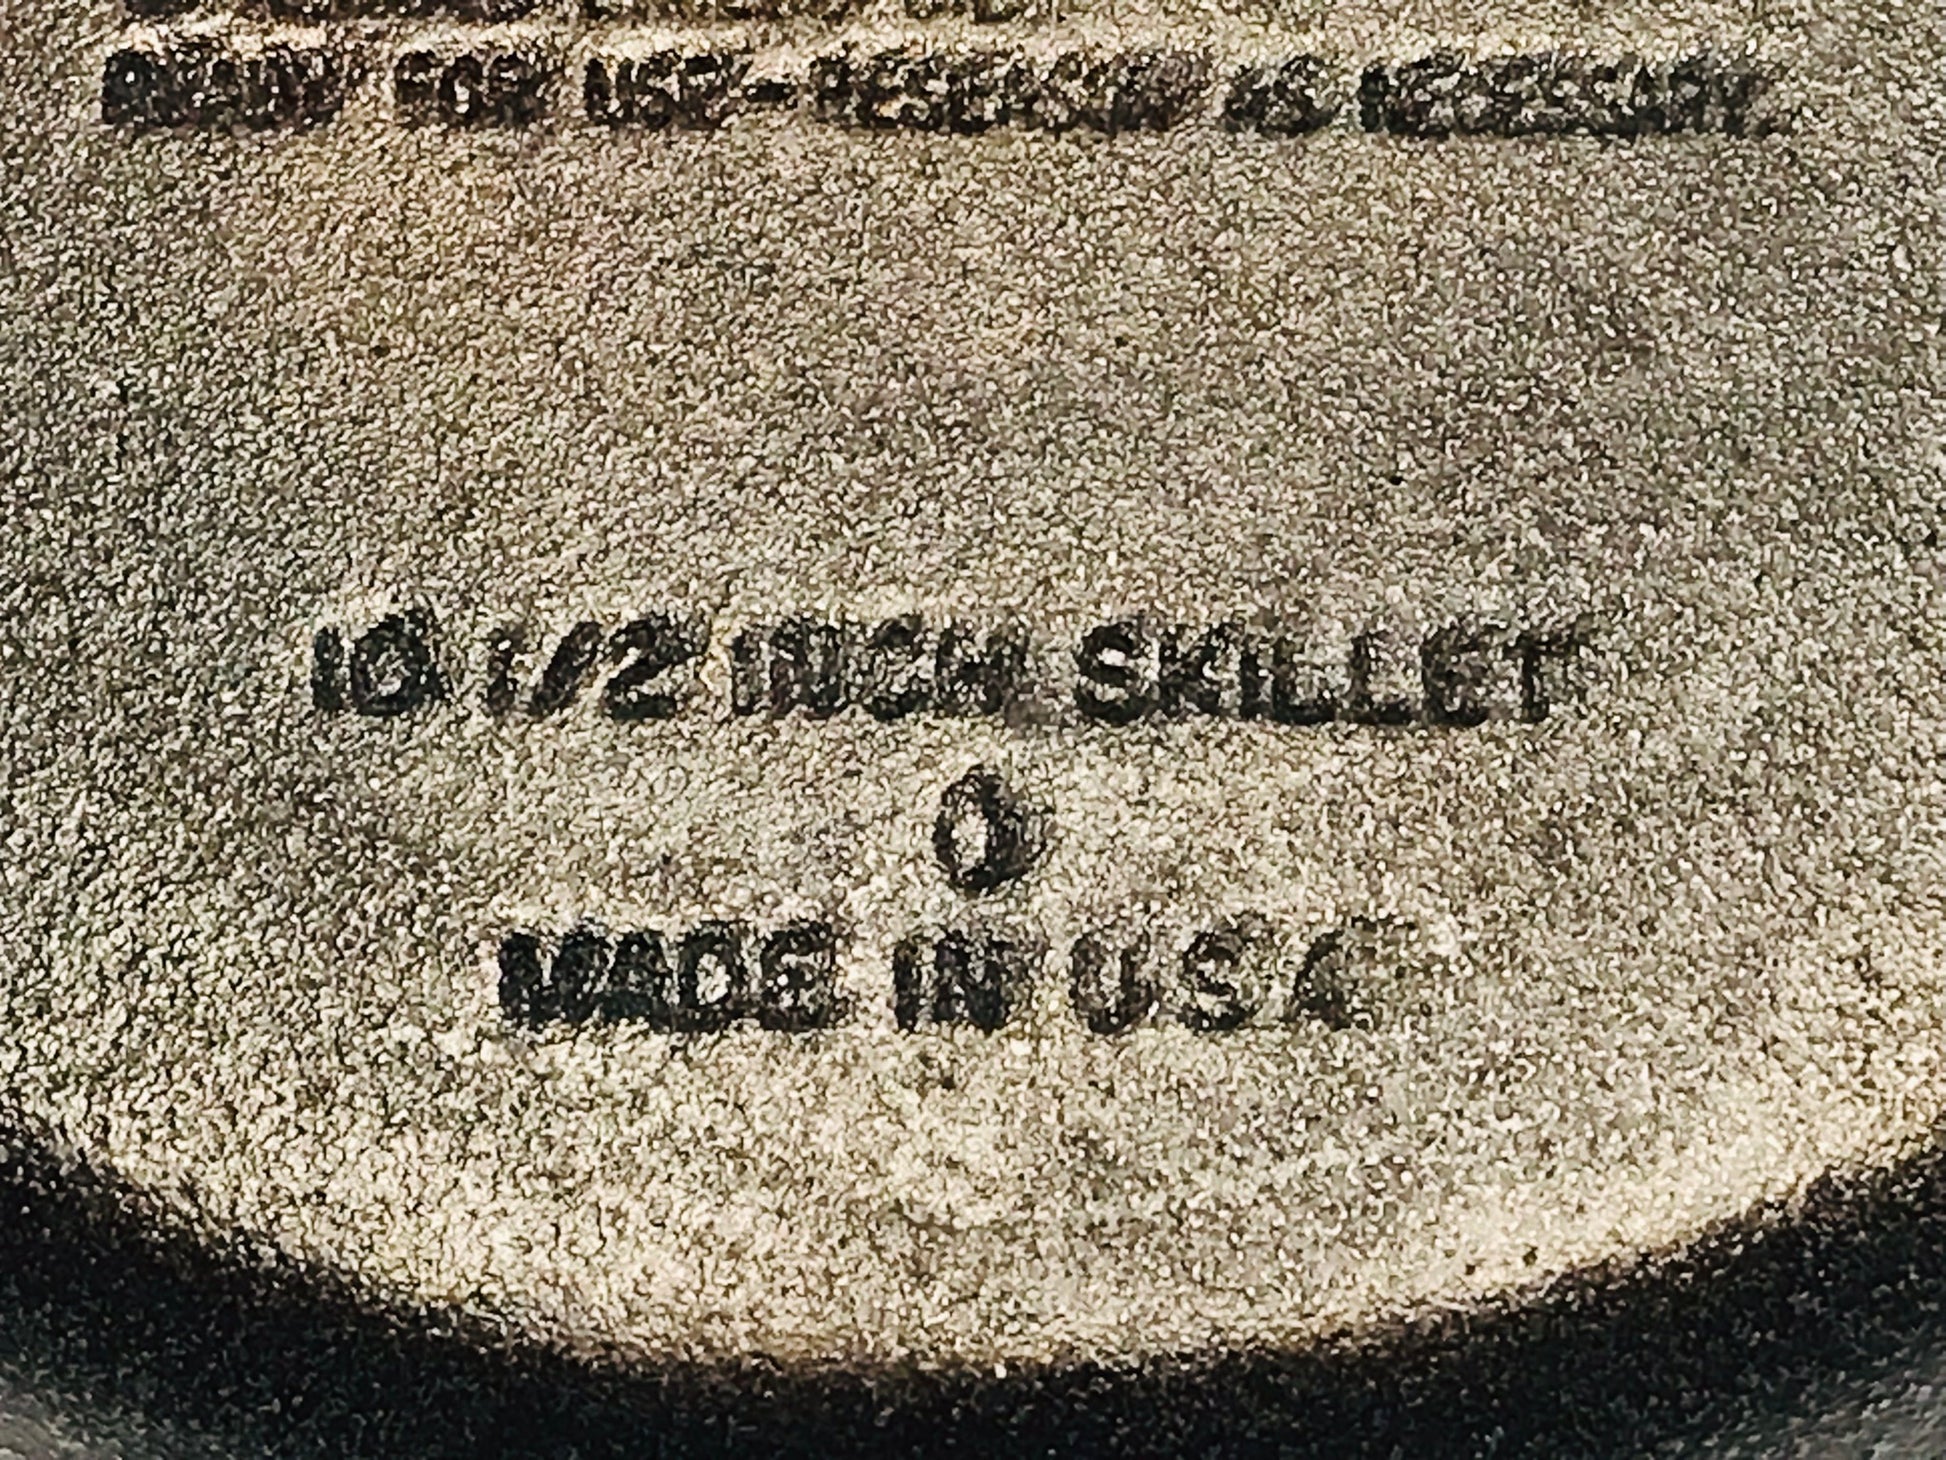 READY FOR USE-RESEASON AS NECESSARY
10 1/2 INCH SKILLET
0
MADE IN USA